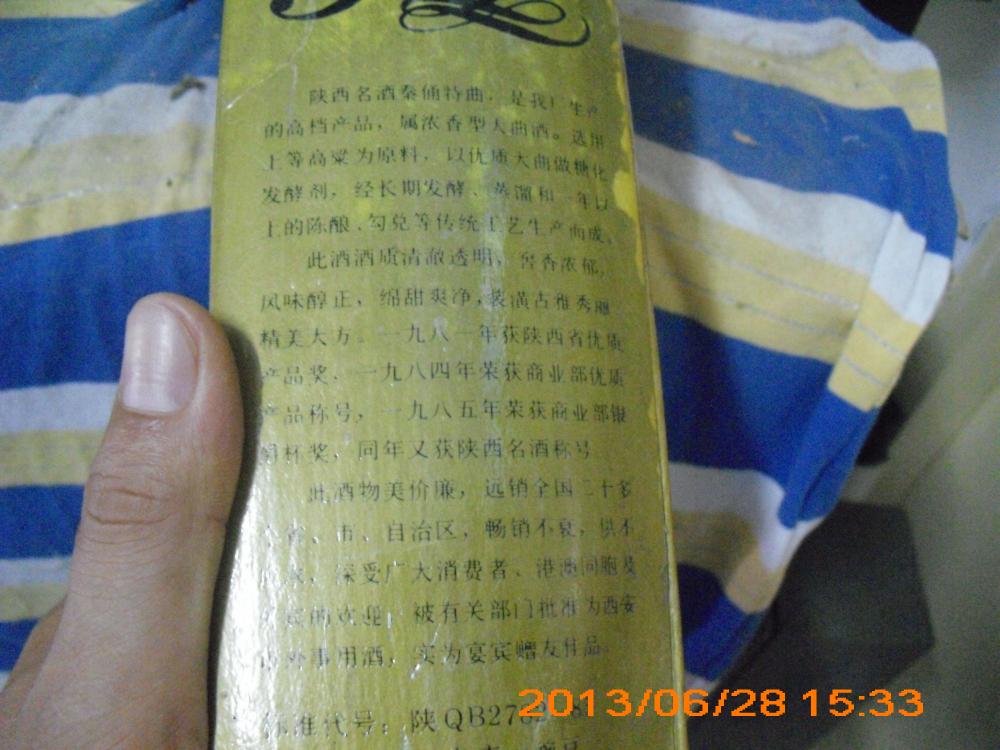 陕西名酒秦俑特曲，是我厂生产
的高档产品，属浓香型大曲酒。选用
上等高粱为原料，以优质大曲做糖化
发酵剂，经长期发酵、蒸溜和一年以
上的陈酿、勾兑等传统工艺生产而成。
此酒酒质清澈透明，窖香浓郁，
风味醇正，绵甜爽净，装潢古雅秀丽
精美大方。一九八一年获陕西省优质
产品奖，一九八四年荣获商业部优质
产品称号，一九八五年荣获商业部银
爵杯奖，同年又获陕西名酒称号
此酒物美价廉，远销全国二十多
省、市、自治区，畅销不衰，供不
，深受广大消费者、港澳同胞及
宾的欢迎，被有关部门批准为西安
外事用酒，实为宴宾赠友佳品。
标准代号：陕QB27
2013/06/28 15:33